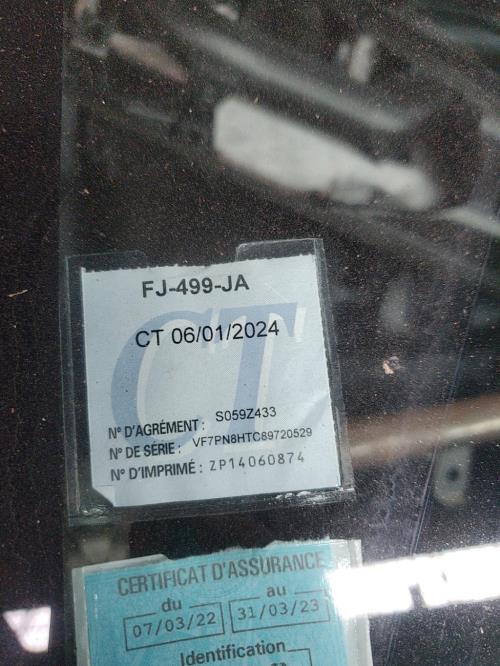 FJ-499-JA
CT
CT 06/01/2024
N° D'AGRÉMENT : S059Z433
N° DE SÉRIE : VF7PN8HTC89720529
N° D'IMPRIMÉ : ZP14060874
CERTIFICAT D'ASSURANCE
du au
07/03/22 31/03/23
Identification